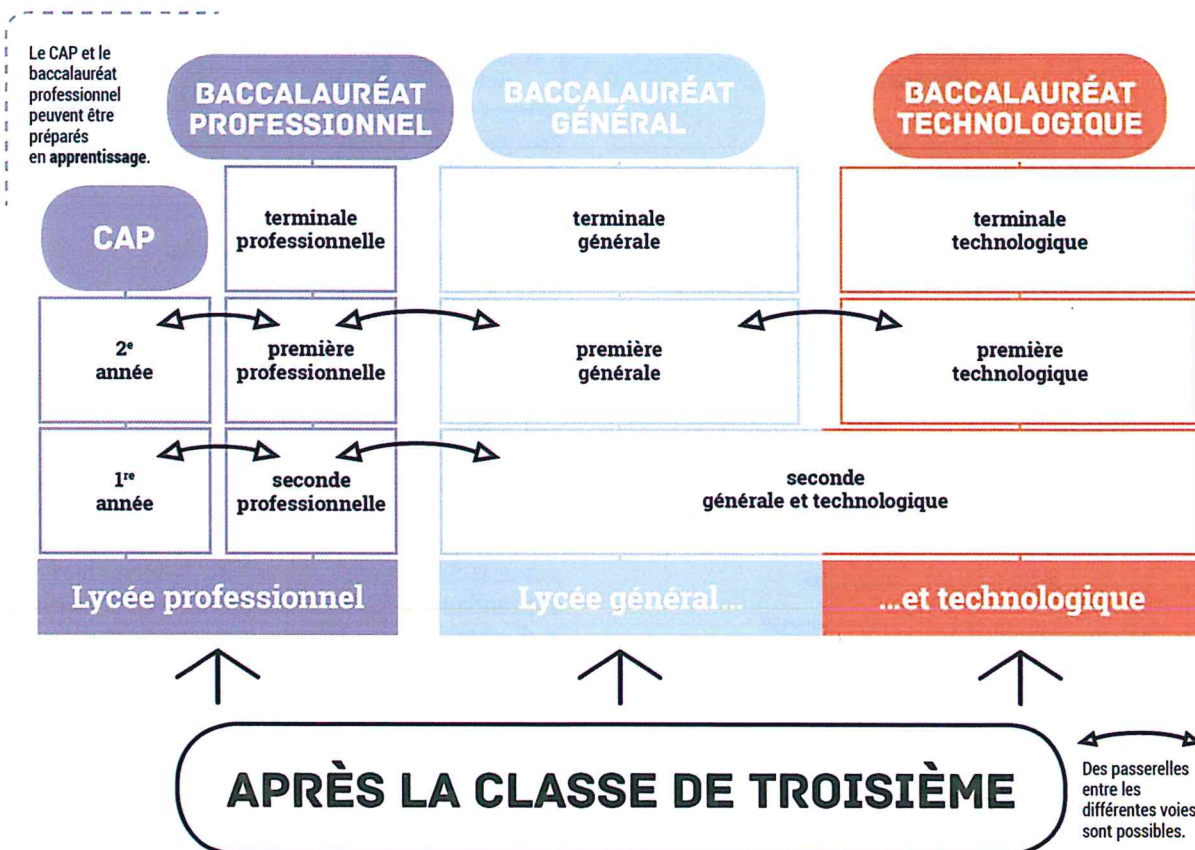 Le CAP et le
baccalauréat
professionnel
peuvent être
préparés
en apprentissage.
BACCALAURÉAT
PROFESSIONNEL
BACCALAURÉAT
GÉNÉRAL
BACCALAURÉAT
TECHNOLOGIQUE
CAP
terminale
professionnelle
terminale
générale
terminale
technologique
2e
année
première
professionnelle
première
générale
première
technologique
1re
année
seconde
professionnelle
seconde
générale et technologique
Lycée professionnel
Lycée général...
...et technologique
APRÈS LA CLASSE DE TROISIÈME
Des passerelles
entre les
différentes voies
sont possibles.